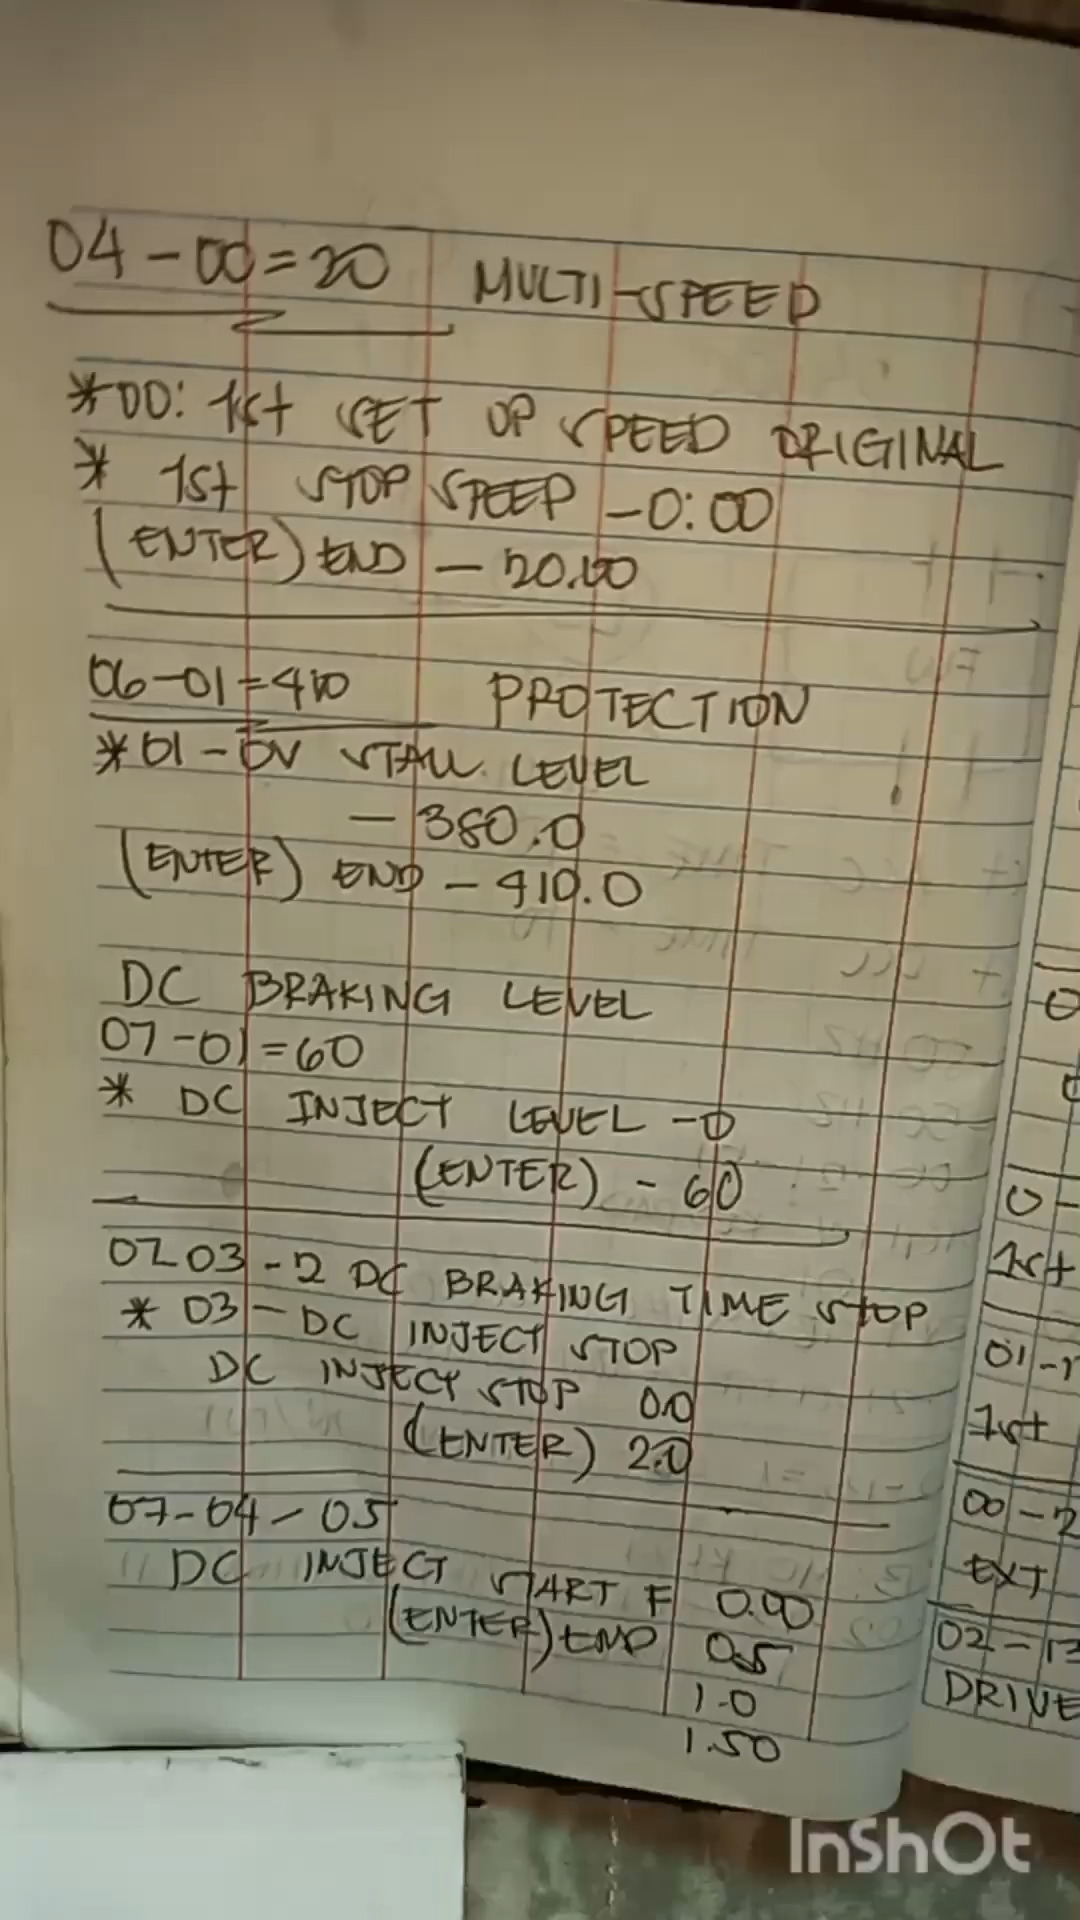 04-00=20 MULTI-SPEED
*00: 1st SET UP SPEED ORIGINAL
* 1st STOP SPEED -0:00
(ENTER) END - 20.00
06-01=410 PROTECTION
*01-OV STALL LEVEL
- 380.0
(ENTER) END - 410.0
DC BRAKING LEVEL
07-01=60
* DC INJECT LEVEL -0
(ENTER) - 60
07 03-2 DC BRAKING TIME STOP
* 03- DC INJECT STOP
DC INJECT STOP 0.0
(ENTER) 2.0
07-04-05
DC INJECT START F 0.00
(ENTER) END 0.5
1.0
1.50
0
0-
1st
01-1
1st
00-2
EXT
02-13
DRIVE
InShOt